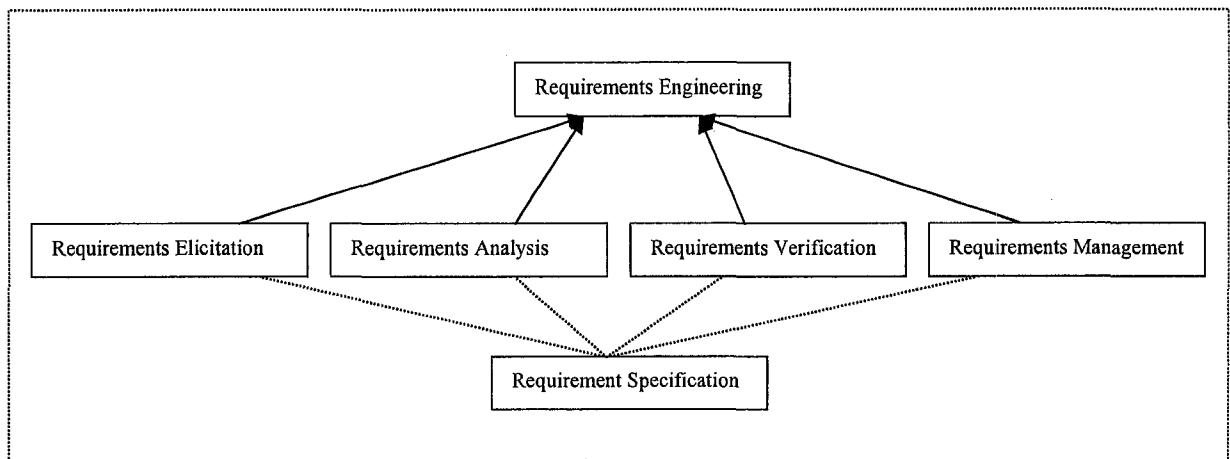 Requirements Engineering
Requirements Elicitation
Requirements Analysis
Requirements Verification
Requirements Management
Requirement Specification